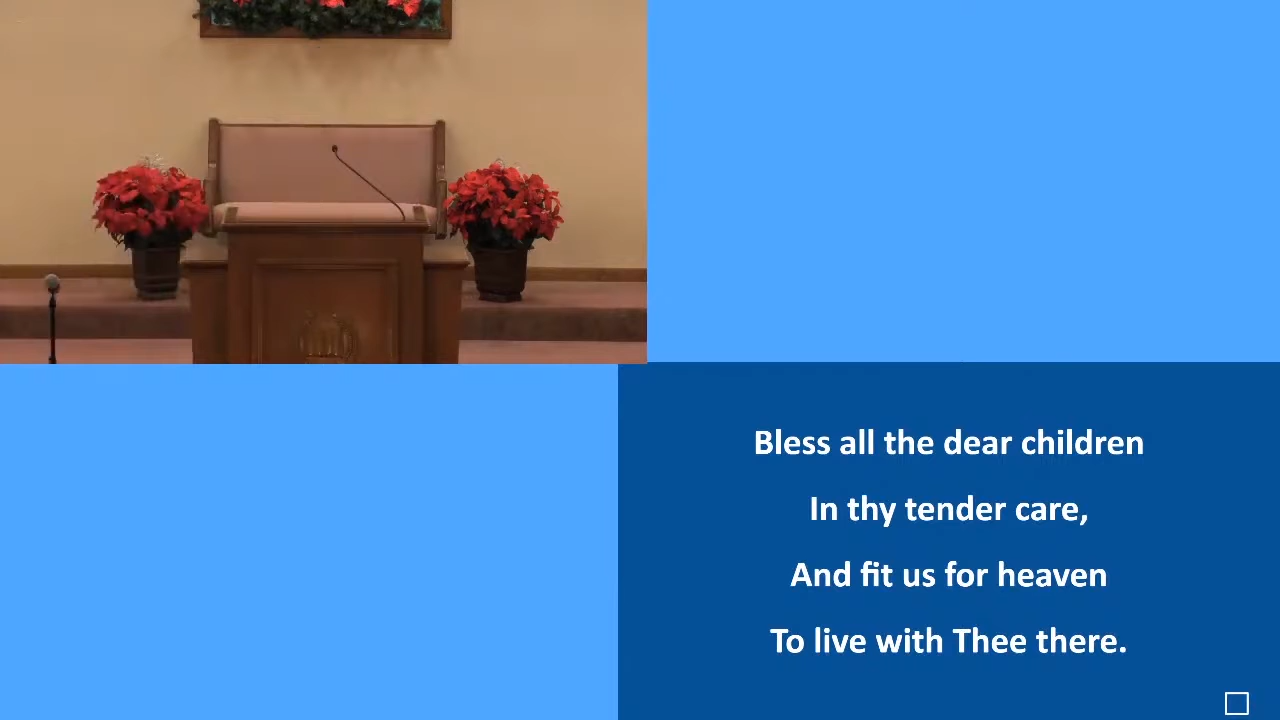 Bless all the dear children
In thy tender care,
And fit us for heaven
To live with Thee there.